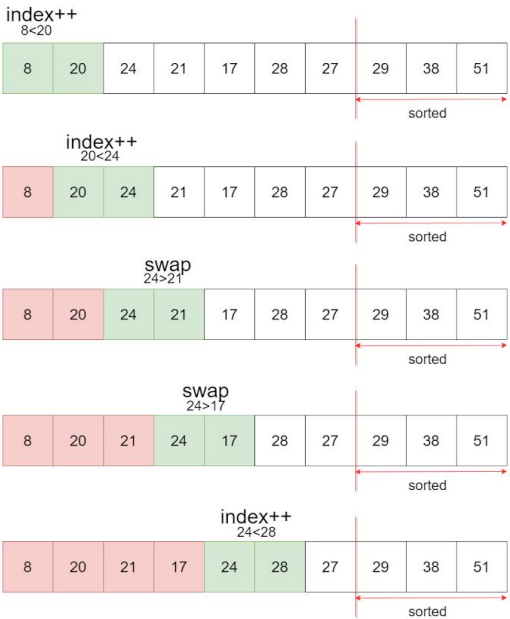 index++
8<20
8 20 24 21 17 28 27 29 38 51
sorted
index++
20<24
8 20 24 21 17 28 27 29 38 51
sorted
swap
24>21
8 20 24 21 17 28 27 29 38 51
sorted
swap
24>17
8 20 21 24 17 28 27 29 38 51
sorted
index++
24<28
8 20 21 17 24 28 27 29 38 51
sorted